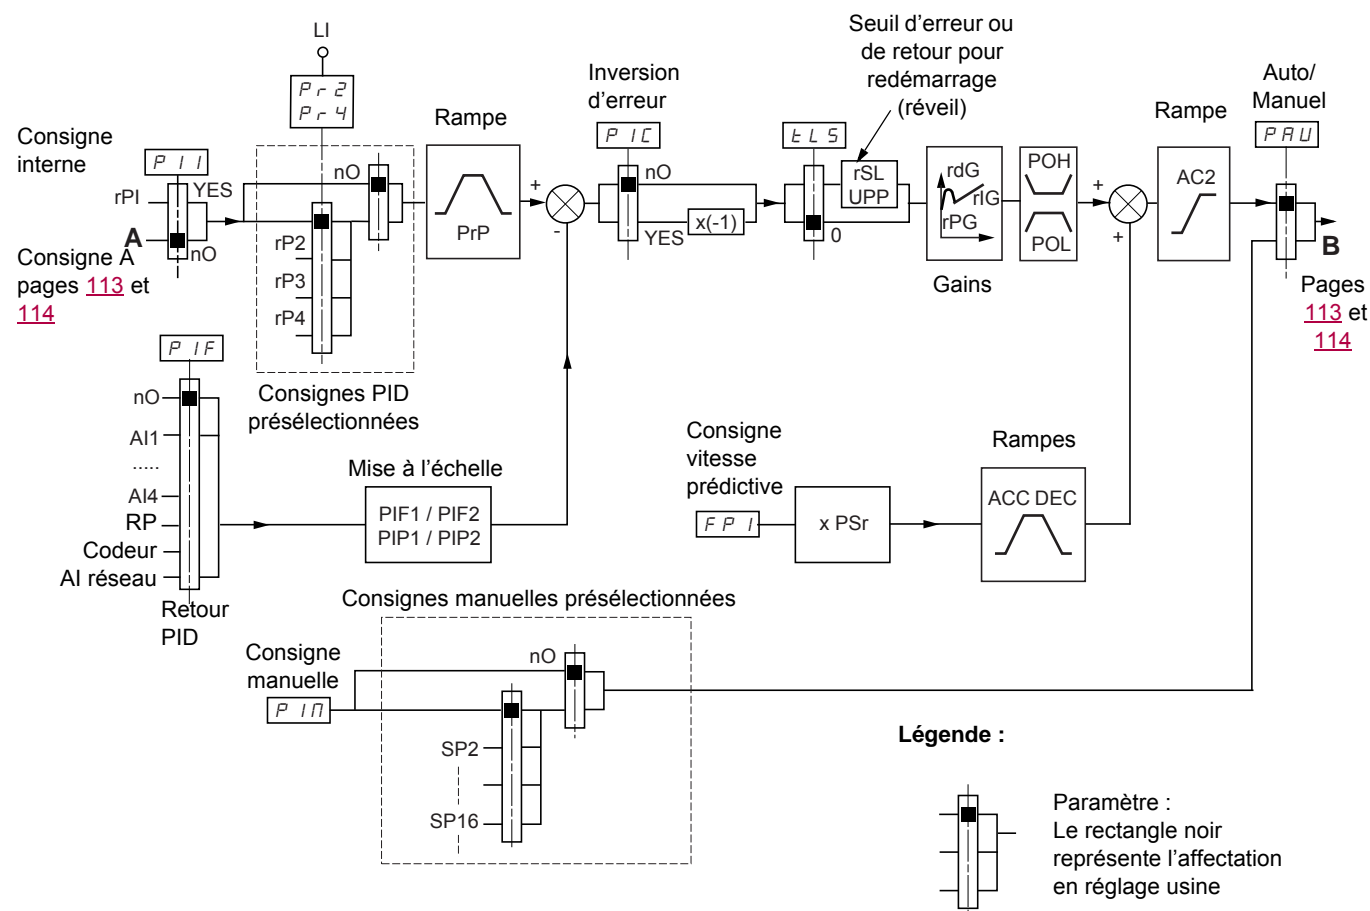 LI
Pr2
Pr4
Consigne
interne
PII
rPI
YES
A
nO
Consigne A
pages 113 et
114
nO
rP2
rP3
rP4
Consignes PID
présélectionnées
Rampe
PrP
+
-
Inversion
d'erreur
PIC
nO
YES
x(-1)
tLS
0
Seuil d'erreur ou
de retour pour
redémarrage
(réveil)
rSL
UPP
rdG
rIG
rPG
Gains
POH
POL
+
+
Rampe
AC2
Auto/
Manuel
PAU
B
Pages
113 et
114
PIF
nO
AI1
.....
AI4
RP
Codeur
AI réseau
Retour
PID
Mise à l'échelle
PIF1 / PIF2
PIP1 / PIP2
Consigne
vitesse
prédictive
FPI
x PSr
Rampes
ACC DEC
Consignes manuelles présélectionnées
Consigne
manuelle
PIM
nO
SP2
SP16
Légende :
Paramètre :
Le rectangle noir
représente l'affectation
en réglage usine